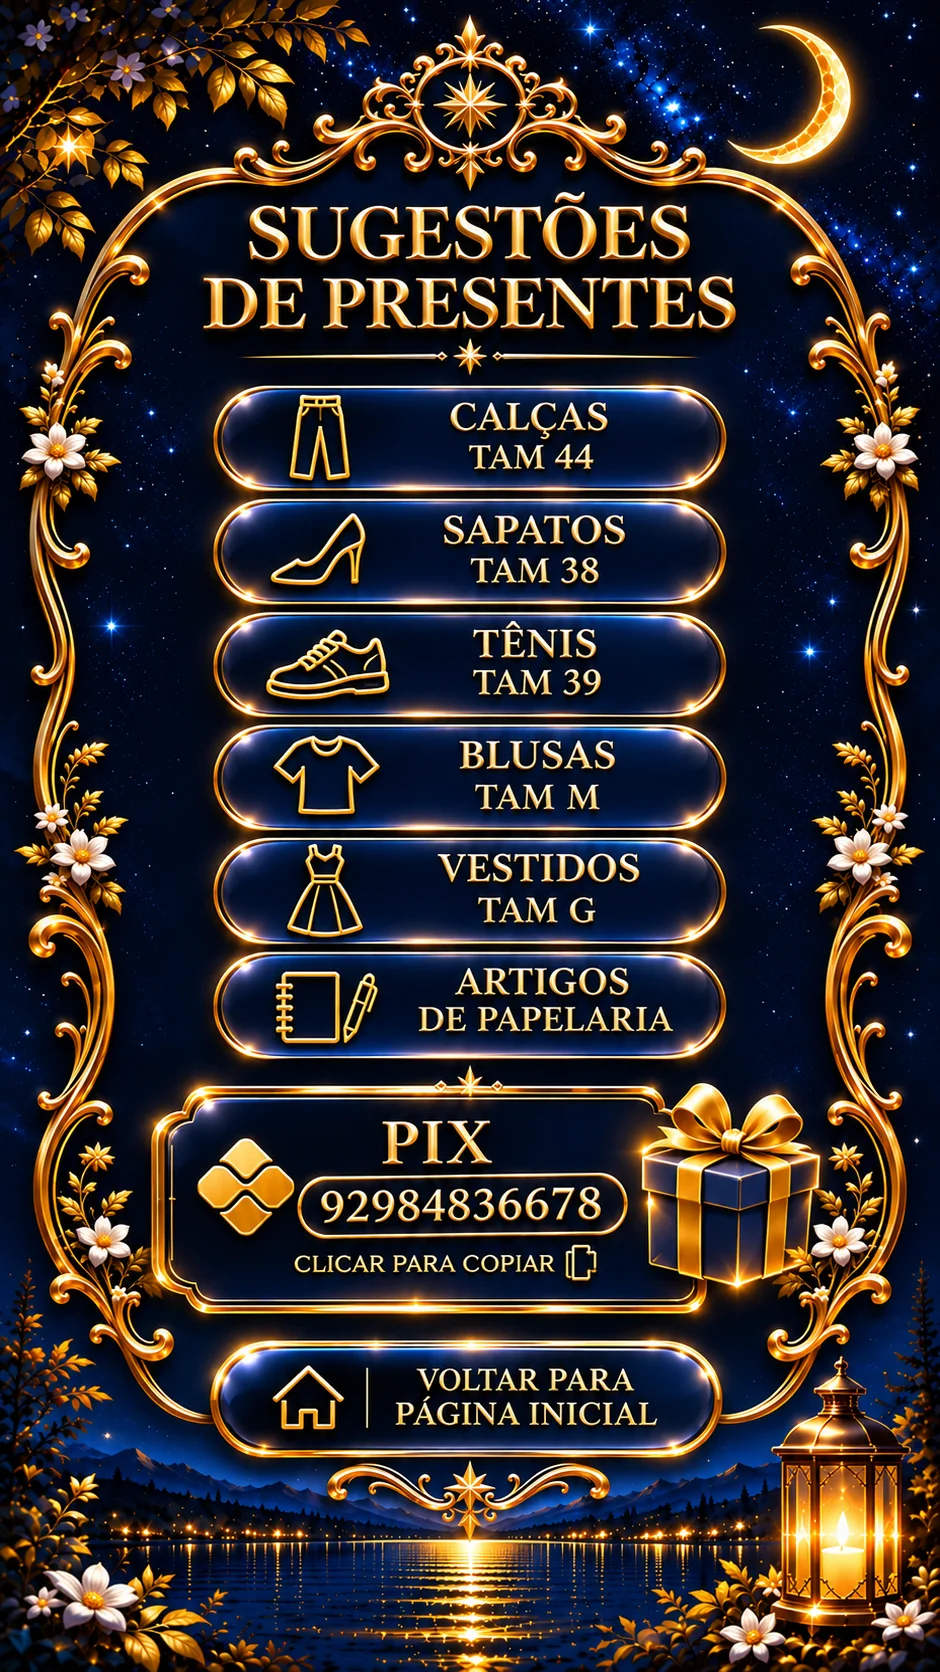 SUGESTÕES
DE PRESENTES
CALÇAS
TAM 44
SAPATOS
TAM 38
TÊNIS
TAM 39
BLUSAS
TAM M
VESTIDOS
TAM G
ARTIGOS
DE PAPELARIA
PIX
92984836678
CLICAR PARA COPIAR
VOLTAR PARA
PÁGINA INICIAL